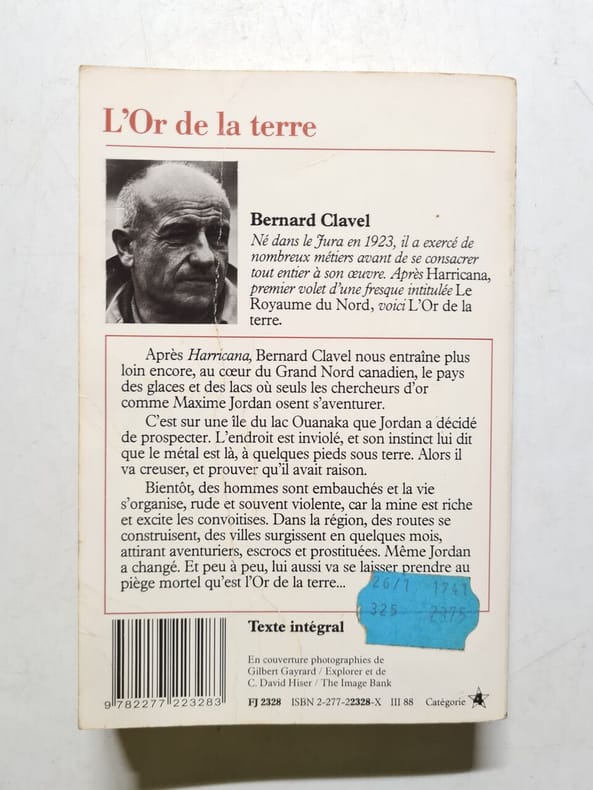 L'Or de la terre
Bernard Clavel
Né dans le Jura en 1923, il a exercé de
nombreux métiers avant de se consacrer
tout entier à son œuvre. Après Harricana,
premier volet d'une fresque intitulée Le
Royaume du Nord, voici L'Or de la
terre.
Après Harricana, Bernard Clavel nous entraîne plus
loin encore, au cœur du Grand Nord canadien, le pays
des glaces et des lacs où seuls les chercheurs d'or
comme Maxime Jordan osent s'aventurer.
C'est sur une île du lac Ouanaka que Jordan a décidé
de prospecter. L'endroit est inviolé, et son instinct lui dit
que le métal est là, à quelques pieds sous terre. Alors il
va creuser, et prouver qu'il avait raison.
Bientôt, des hommes sont embauchés et la vie
s'organise, rude et souvent violente, car la mine est riche
et excite les convoitises. Dans la région, des routes se
construisent, des villes surgissent en quelques mois,
attirant aventuriers, escrocs et prostituées. Même Jordan
a changé. Et peu à peu, lui aussi va se laisser prendre au
piège mortel qu'est l'Or de la terre...
26/1 1741
325 2375
Texte intégral
En couverture photographies de
Gilbert Gayrard / Explorer et de
C. David Hiser / The Image Bank
9 782277 223283
FJ 2328 ISBN 2-277-22328-X III 88 Catégorie 4